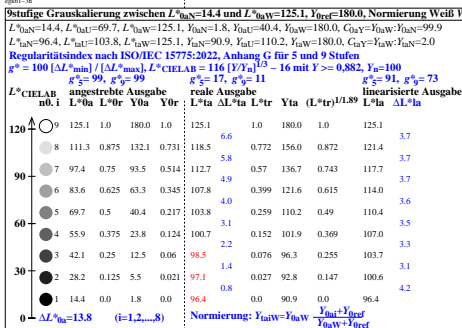 9stufige Grauskalierung zwischen L*0aN=14.4 und L*0aW=125.1, Y0ref=180.0, Normierung Weiß W
L*0aN=14.4, L*0aU=69.7, L*0aW=125.1, Y0aN=1.8, Y0aU=40.4, Y0aW=180.0, C0aY=Y0aW:Y0aN=99.9
L*taN=96.4, L*taU=103.8, L*taW=125.1, YtaN=90.9, YtaU=110.2, YtaW=180.0, CtaY=YtaW:YtaN=2.0
Regularitätsindex nach ISO/IEC 15775:2022, Anhang G für 5 und 9 Stufen
g* = 100 [ΔL*min] / [ΔL*max], L*CIELAB = 116 [Y/Yn]^1/3 − 16 mit Y >= 0,882, Yn=100
g*5= 99, g*9= 99 g*5= 17, g*9= 11 g*5= 91, g*9= 73
L*CIELAB angestrebte Ausgabe reale Ausgabe linearisierte Ausgabe
n0. i L*0a L*0r Y0a Y0r L*ta ΔL*ta L*tr Yta (L*tr)^1/1.89 L*la ΔL*la
120 9 125.1 1.0 180.0 1.0 125.1 1.0 180.0 1.0 125.1
6.6 3.7
8 111.3 0.875 132.1 0.731 118.5 0.772 156.0 0.872 121.4
5.8 3.7
90 7 97.4 0.75 93.5 0.514 112.7 0.57 136.7 0.743 117.7
4.9 3.7
6 83.6 0.625 63.3 0.345 107.8 0.399 121.6 0.615 114.0
4.0 3.7
60 5 69.7 0.5 40.4 0.217 103.8 0.259 110.2 0.49 110.4
3.1 3.6
4 55.9 0.375 23.8 0.124 100.7 0.152 101.9 0.369 107.0
2.2 3.3
3 42.1 0.25 12.5 0.06 98.5 0.076 96.3 0.255 103.7
1.4 3.1
30 2 28.2 0.125 5.5 0.021 97.1 0.027 92.8 0.147 100.6
0.8 4.2
1 14.4 0.0 1.8 0.0 96.4 0.0 90.9 0.0 96.4
0 ΔL*0a=13.8 (i=1,2,...,8) Normierung: YtaiW=Y0aW Y0ai+Y0ref
Y0aW+Y0ref